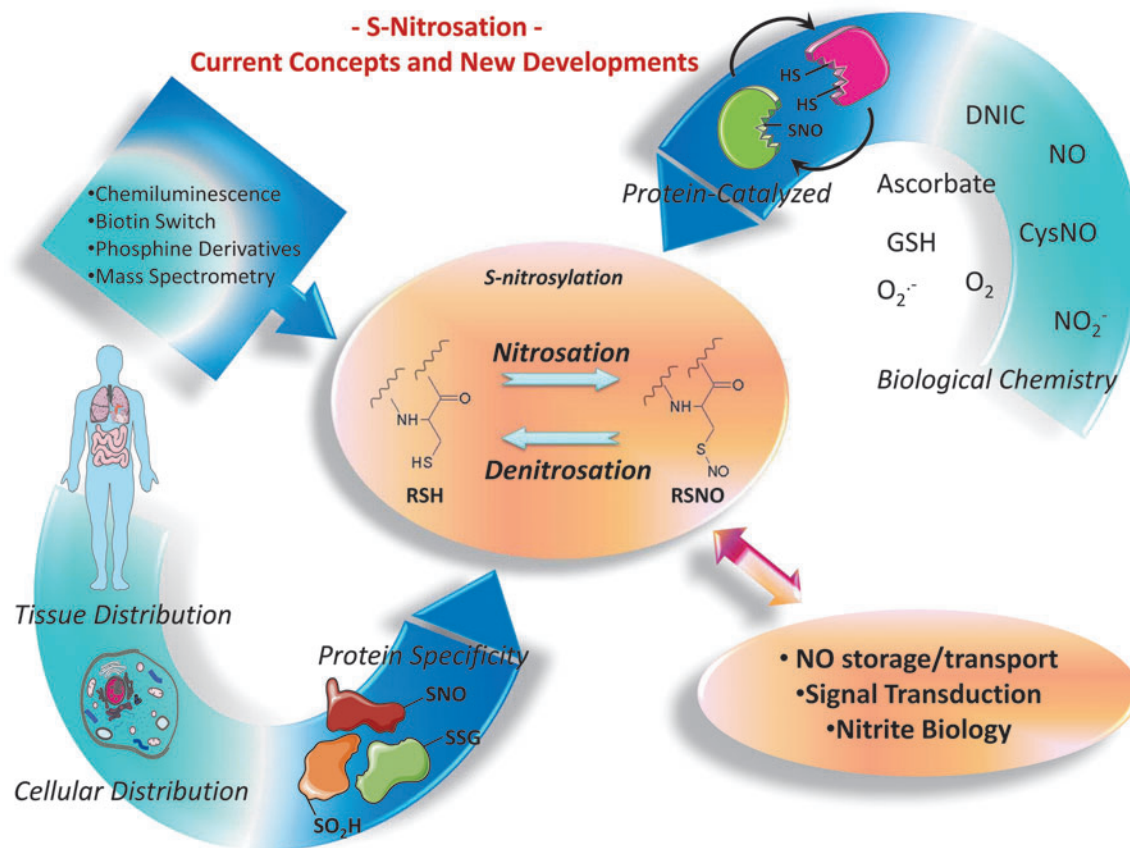 - S-Nitrosation -
Current Concepts and New Developments
•Chemiluminescence
•Biotin Switch
•Phosphine Derivatives
•Mass Spectrometry
HS
HS
SNO
Protein-Catalyzed
DNIC
NO
Ascorbate
GSH
CysNO
O₂·⁻
O₂
NO₂⁻
Biological Chemistry
S-nitrosylation
Nitrosation
Denitrosation
NH
O
HS
RSH
NH
O
S
NO
RSNO
Tissue Distribution
Cellular Distribution
Protein Specificity
SNO
SSG
SO₂H
• NO storage/transport
•Signal Transduction
•Nitrite Biology